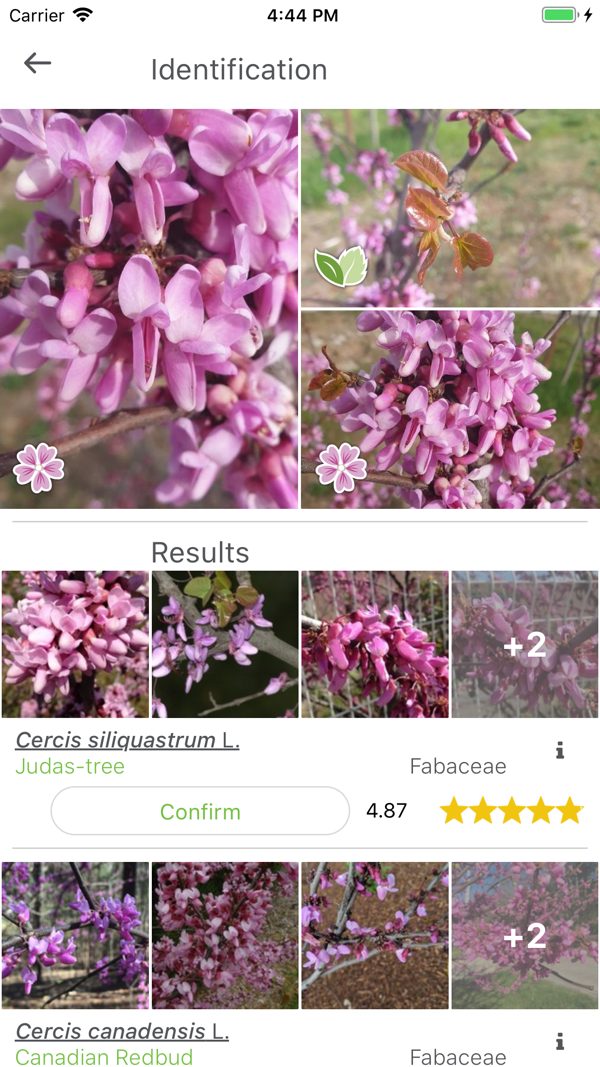 Carrier 4:44 PM
Identification
Results
+2
Cercis siliquastrum L.
Judas-tree Fabaceae
Confirm 4.87
+2
Cercis canadensis L.
Canadian Redbud Fabaceae